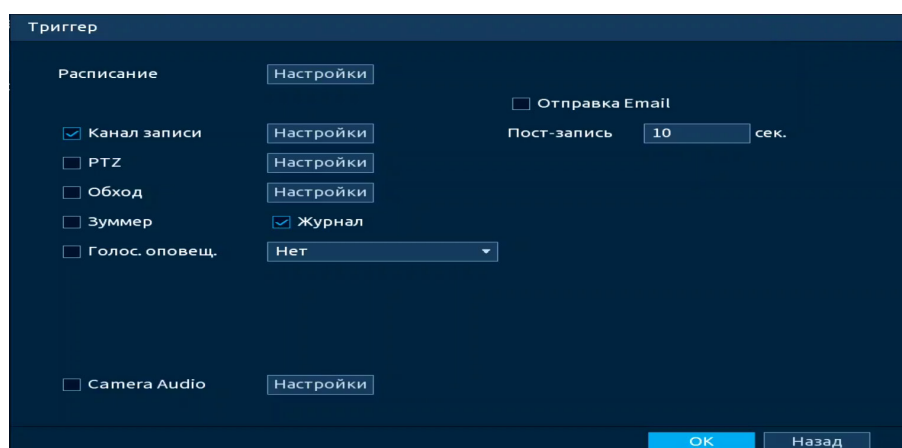 Триггер
Расписание Настройки
Отправка Email
Канал записи Настройки Пост-запись 10 сек.
PTZ Настройки
Обход Настройки
Зуммер Журнал
Голос. оповещ. Нет
Camera Audio Настройки
OK Назад